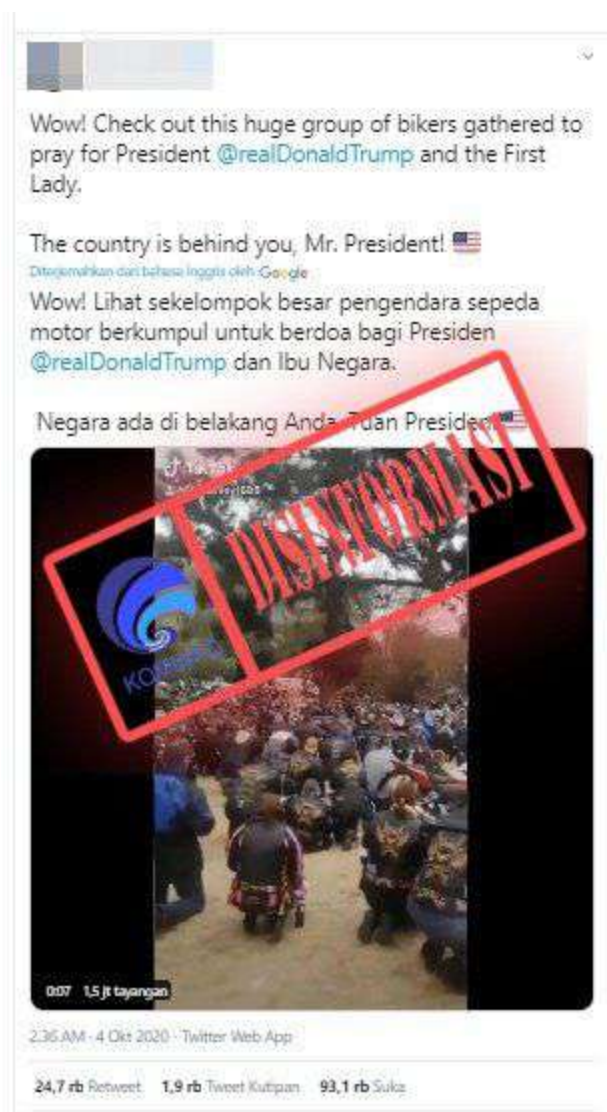 Wow! Check out this huge group of bikers gathered to
pray for President @realDonaldTrump and the First
Lady.
The country is behind you, Mr. President!
Diterjemahkan dari bahasa Inggris oleh Google
Wow! Lihat sekelompok besar pengendara sepeda
motor berkumpul untuk berdoa bagi Presiden
@realDonaldTrump dan Ibu Negara.
Negara ada di belakang Anda, Tuan Presiden
DISINFORMASI
0:07 1,5 jt tayangan
2.36 AM · 4 Okt 2020 · Twitter Web App
24,7 rb Retweet 1,9 rb Tweet Kutipan 93,1 rb Suka